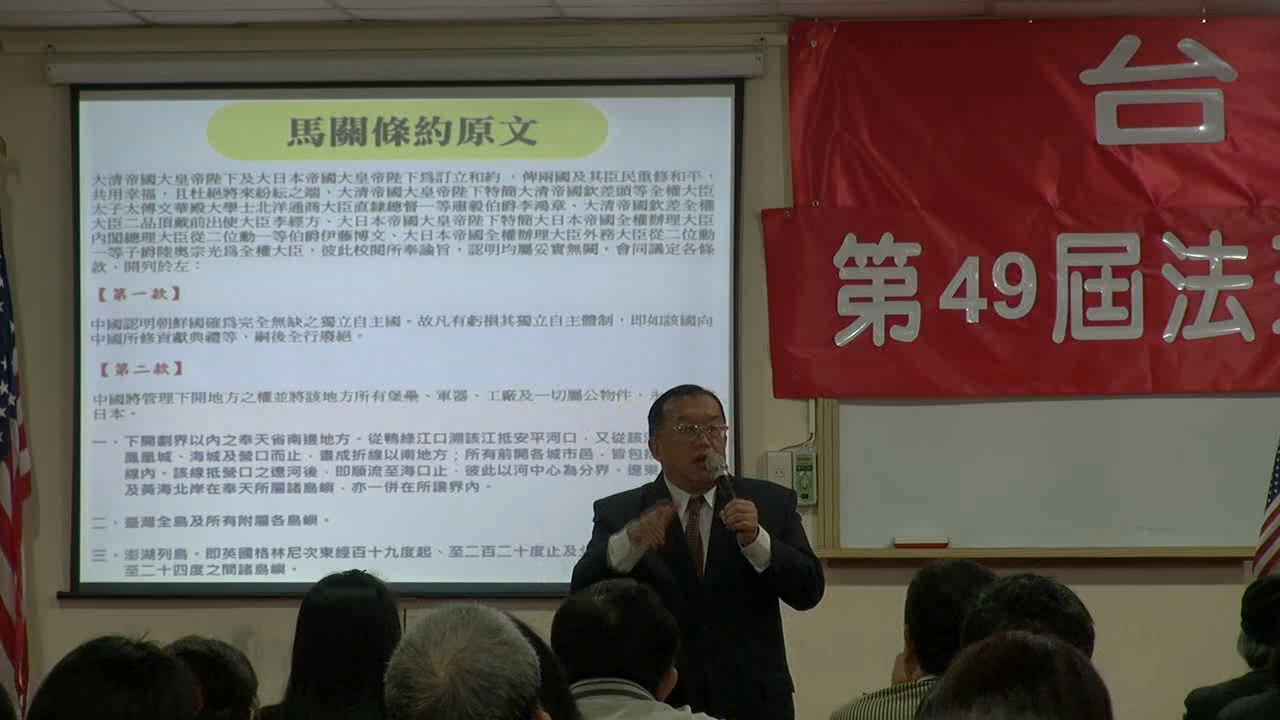 馬關條約原文
大清帝國大皇帝陛下及大日本帝國大皇帝陛下爲訂立和約,俾兩國及其臣民重修和平,
共用幸福,且杜絕將來紛紜之端,大清帝國大皇帝陛下特簡大清帝國欽差頭等全權大臣
太子太傅文華殿大學士北洋通商大臣直隸總督一等肅毅伯爵李鴻章、大清帝國欽差全權
大臣二品頂戴前出使大臣李經方、大日本帝國大皇帝陛下特簡大日本帝國全權辦理大臣
內閣總理大臣從二位勳一等伯爵伊藤博文、大日本帝國全權辦理大臣外務大臣從二位勳
一等子爵陸奧宗光爲全權大臣,彼此校閱所奉諭旨,認明均屬妥實無闕。會同議定各條
款,開列於左:
【第一款】
中國認明朝鮮國確爲完全無缺之獨立自主國。故凡有虧損其獨立自主體制,即如該國向
中國所修貢獻典禮等,嗣後全行廢絕。
【第二款】
中國將管理下開地方之權並將該地方所有堡壘、軍器、工廠及一切屬公物件,永
日本。
一、下開劃界以內之奉天省南邊地方。從鴨綠江口溯該江抵安平河口,又從該
鳳凰城、海城及營口而止,畫成折線以南地方;所有前開各城市邑,皆包
線內。該線抵營口之遼河後,即順流至海口止,彼此以河中心為分界。遼東
及黃海北岸在奉天所屬諸島嶼,亦一併在所讓界內。
二、臺灣全島及所有附屬各島嶼。
三、澎湖列島。即英國格林尼次東經百十九度起、至二百二十度止及北
至二十四度之間諸島嶼。
台
第49屆法